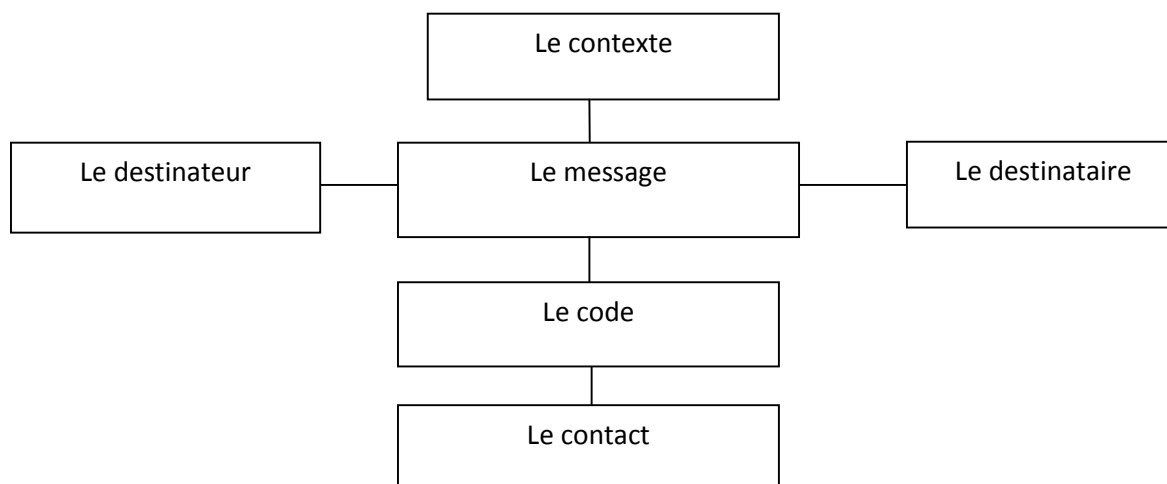 Le contexte
Le destinateur
Le message
Le destinataire
Le code
Le contact